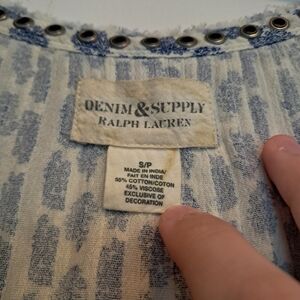 DENIM & SUPPLY
RALPH LAUREN
S/P
MADE IN INDIA/
FAIT EN INDE
55% COTTON/COTON
45% VISCOSE
EXCLUSIVE OF
DECORATION